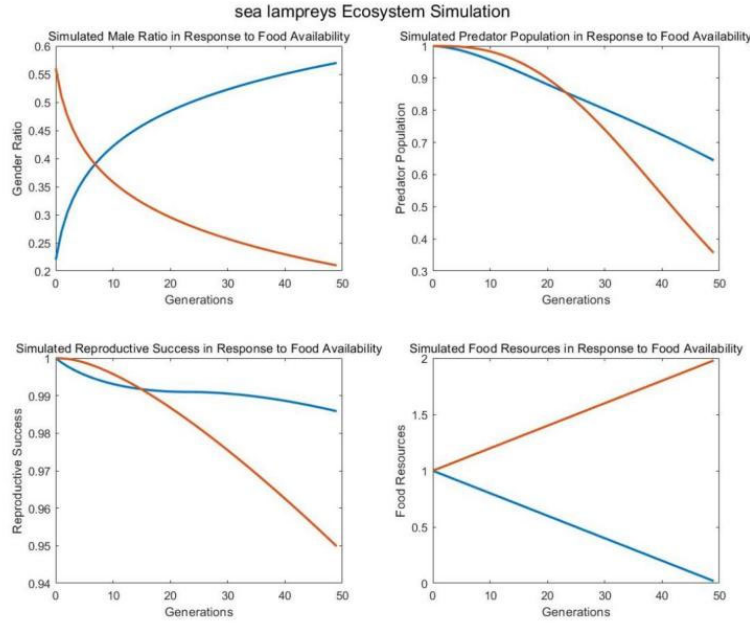 sea lampreys Ecosystem Simulation
Simulated Male Ratio in Response to Food Availability
0.6
0.55
0.5
0.45
0.4
0.35
0.3
0.25
0.2
Gender Ratio
0 10 20 30 40 50
Generations
Simulated Predator Population in Response to Food Availability
1
0.9
0.8
0.7
0.6
0.5
0.4
0.3
Predator Population
0 10 20 30 40 50
Generations
Simulated Reproductive Success in Response to Food Availability
1
0.99
0.98
0.97
0.96
0.95
0.94
Reproductive Success
0 10 20 30 40 50
Generations
Simulated Food Resources in Response to Food Availability
2
1.5
1
0.5
0
Food Resources
0 10 20 30 40 50
Generations